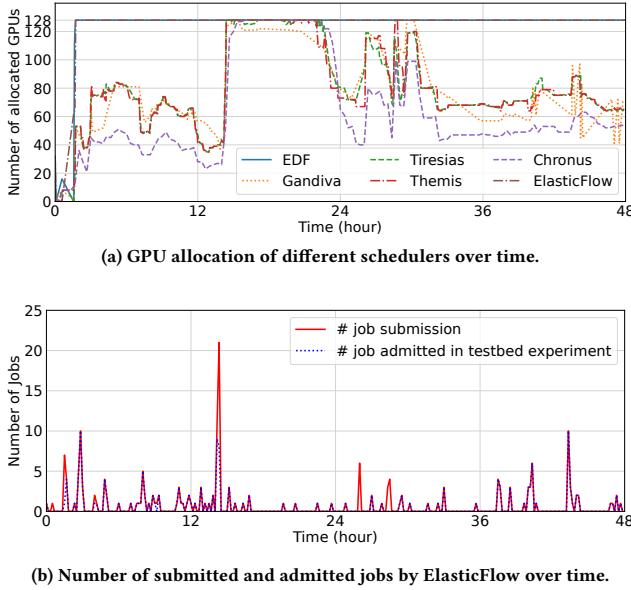 Number of allocated GPUs
128
120
100
80
60
40
20
0
0 12 24 36 48
Time (hour)
EDF Tiresias Chronus
Gandiva Themis ElasticFlow
(a) GPU allocation of different schedulers over time.
Number of Jobs
25
20
15
10
5
0
0 12 24 36 48
Time (hour)
# job submission
# job admitted in testbed experiment
(b) Number of submitted and admitted jobs by ElasticFlow over time.